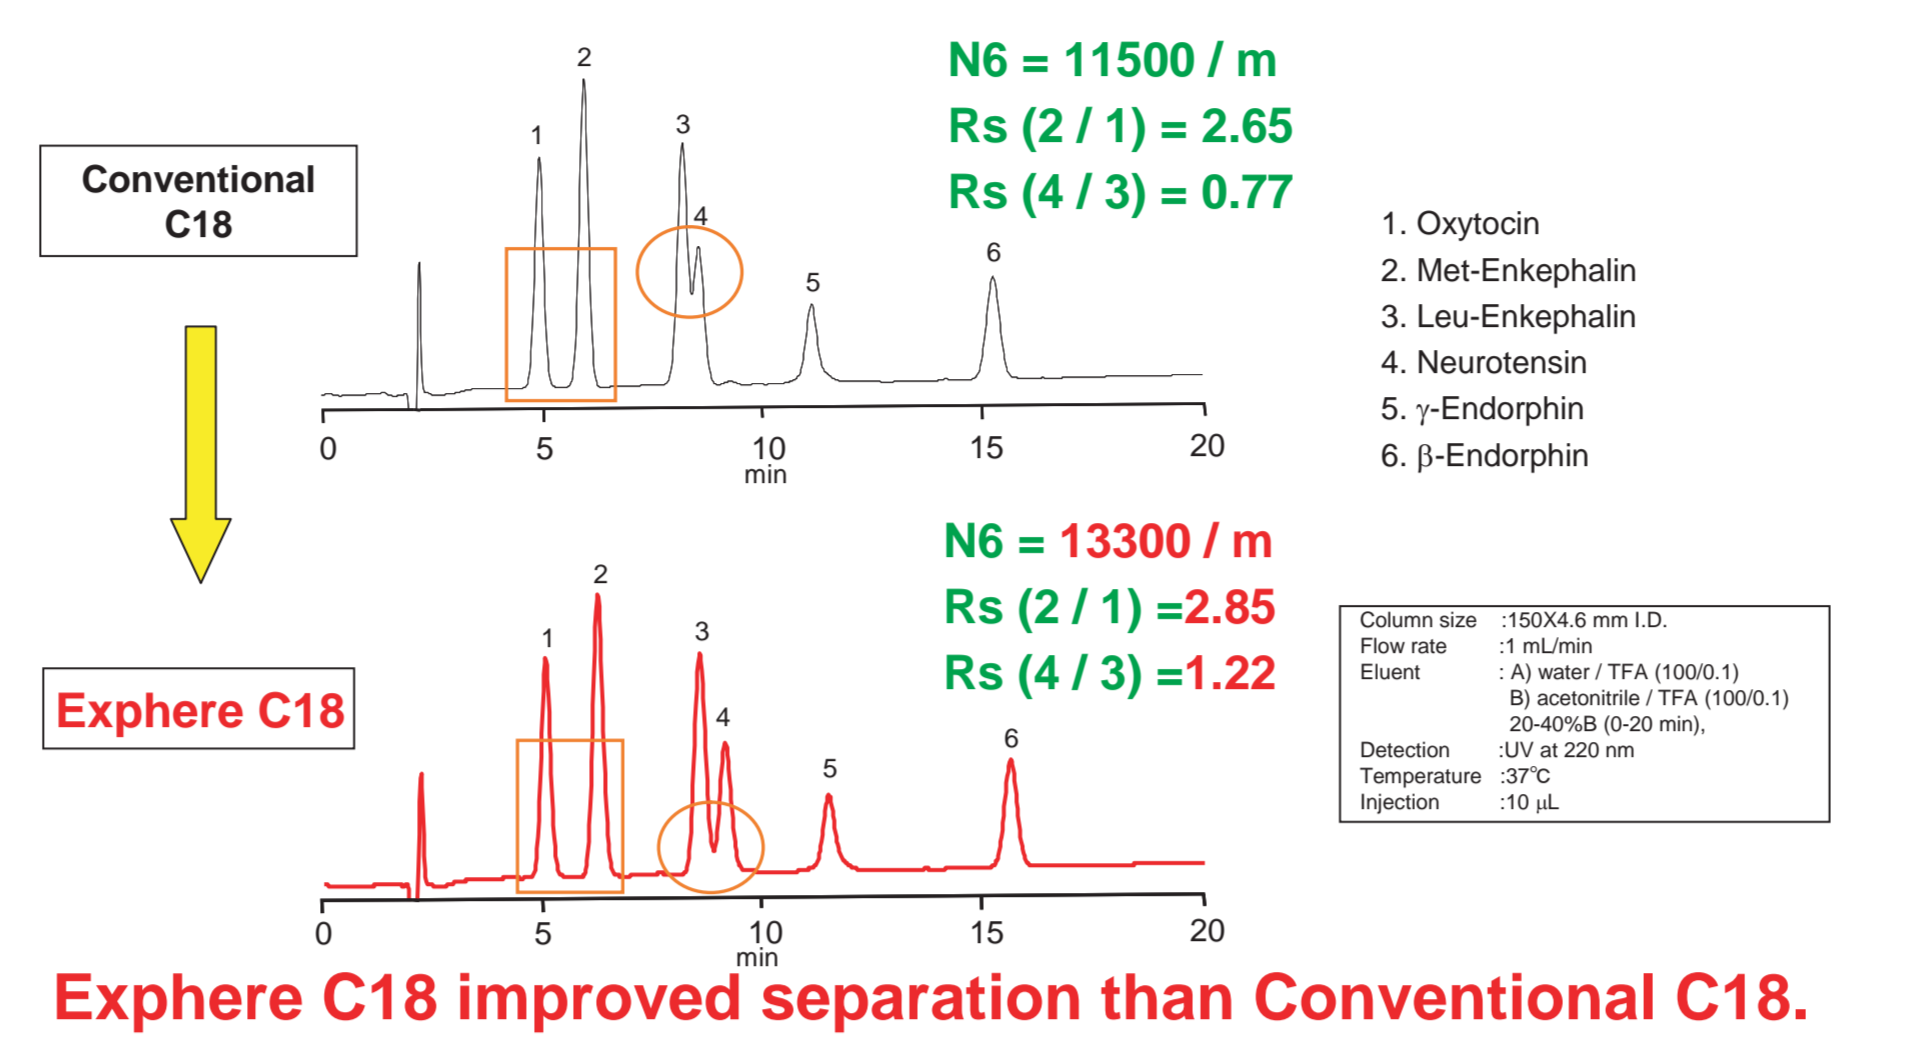 Conventional
C18
1
2
3
4
5
6
N6 = 11500 / m
Rs (2 / 1) = 2.65
Rs (4 / 3) = 0.77
0
5
10
15
20
min
1. Oxytocin
2. Met-Enkephalin
3. Leu-Enkephalin
4. Neurotensin
5. γ-Endorphin
6. β-Endorphin
Exphere C18
1
2
3
4
5
6
N6 = 13300 / m
Rs (2 / 1) =2.85
Rs (4 / 3) =1.22
0
5
10
15
20
min
Column size :150X4.6 mm I.D.
Flow rate :1 mL/min
Eluent : A) water / TFA (100/0.1)
B) acetonitrile / TFA (100/0.1)
20-40%B (0-20 min),
Detection :UV at 220 nm
Temperature :37℃
Injection :10 μL
Exphere C18 improved separation than Conventional C18.